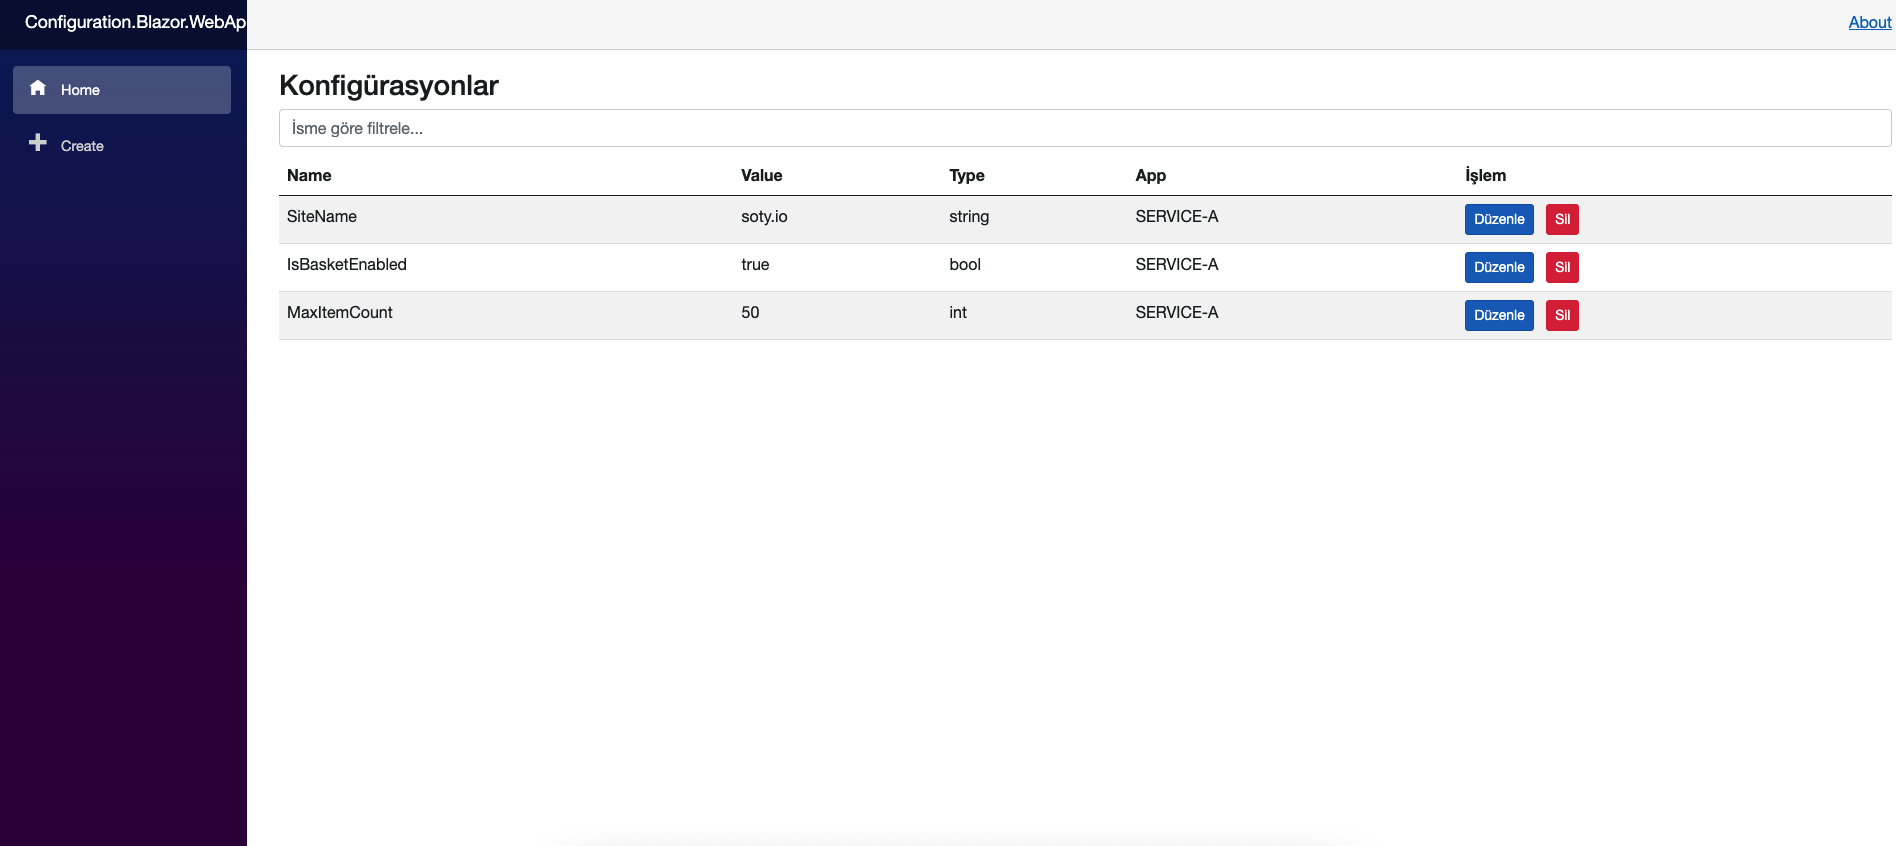 Configuration.Blazor.WebAp
About
Home
Create
Konfigürasyonlar
İsme göre filtrele...
Name Value Type App İşlem
SiteName soty.io string SERVICE-A Düzenle Sil
IsBasketEnabled true bool SERVICE-A Düzenle Sil
MaxItemCount 50 int SERVICE-A Düzenle Sil